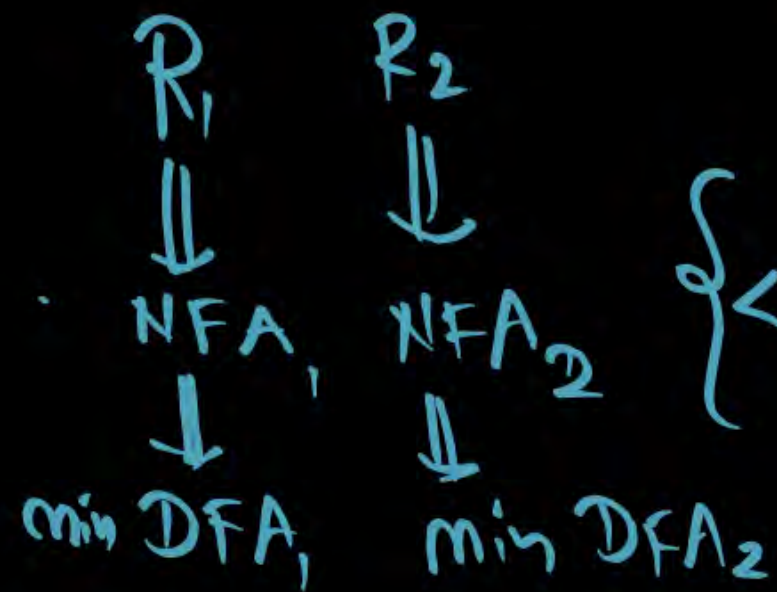 R₁ R₂
⇓ ⇓
NFA₁ NFA₂ { <
↓ ⇓
min DFA₁ min DFA₂